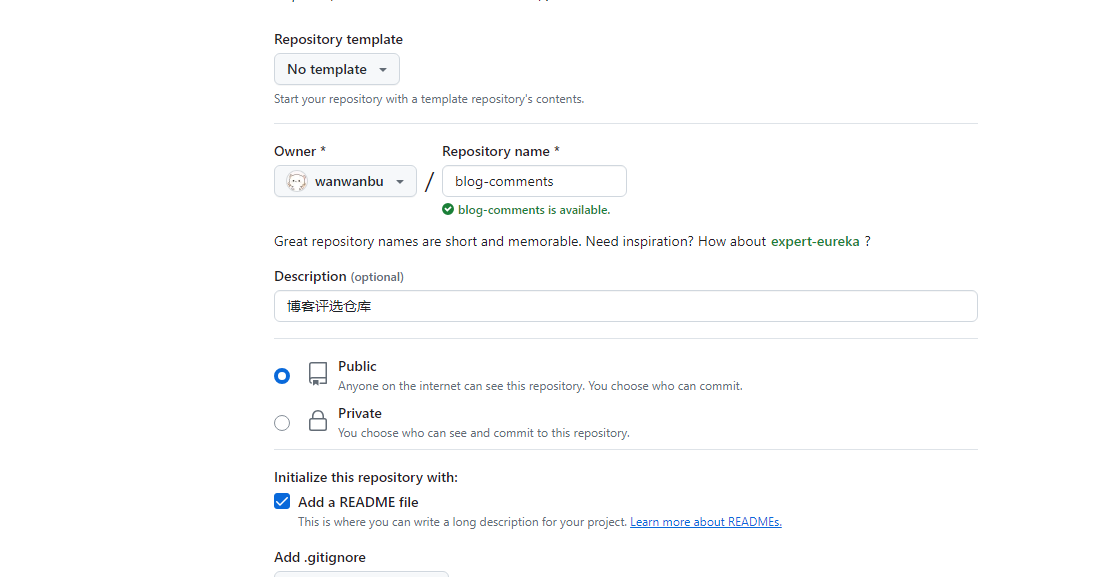 Repository template
No template
Start your repository with a template repository's contents.
Owner * Repository name *
wanwanbu / blog-comments
blog-comments is available.
Great repository names are short and memorable. Need inspiration? How about expert-eureka ?
Description (optional)
博客评选仓库
Public
Anyone on the internet can see this repository. You choose who can commit.
Private
You choose who can see and commit to this repository.
Initialize this repository with:
Add a README file
This is where you can write a long description for your project. Learn more about READMEs.
Add .gitignore